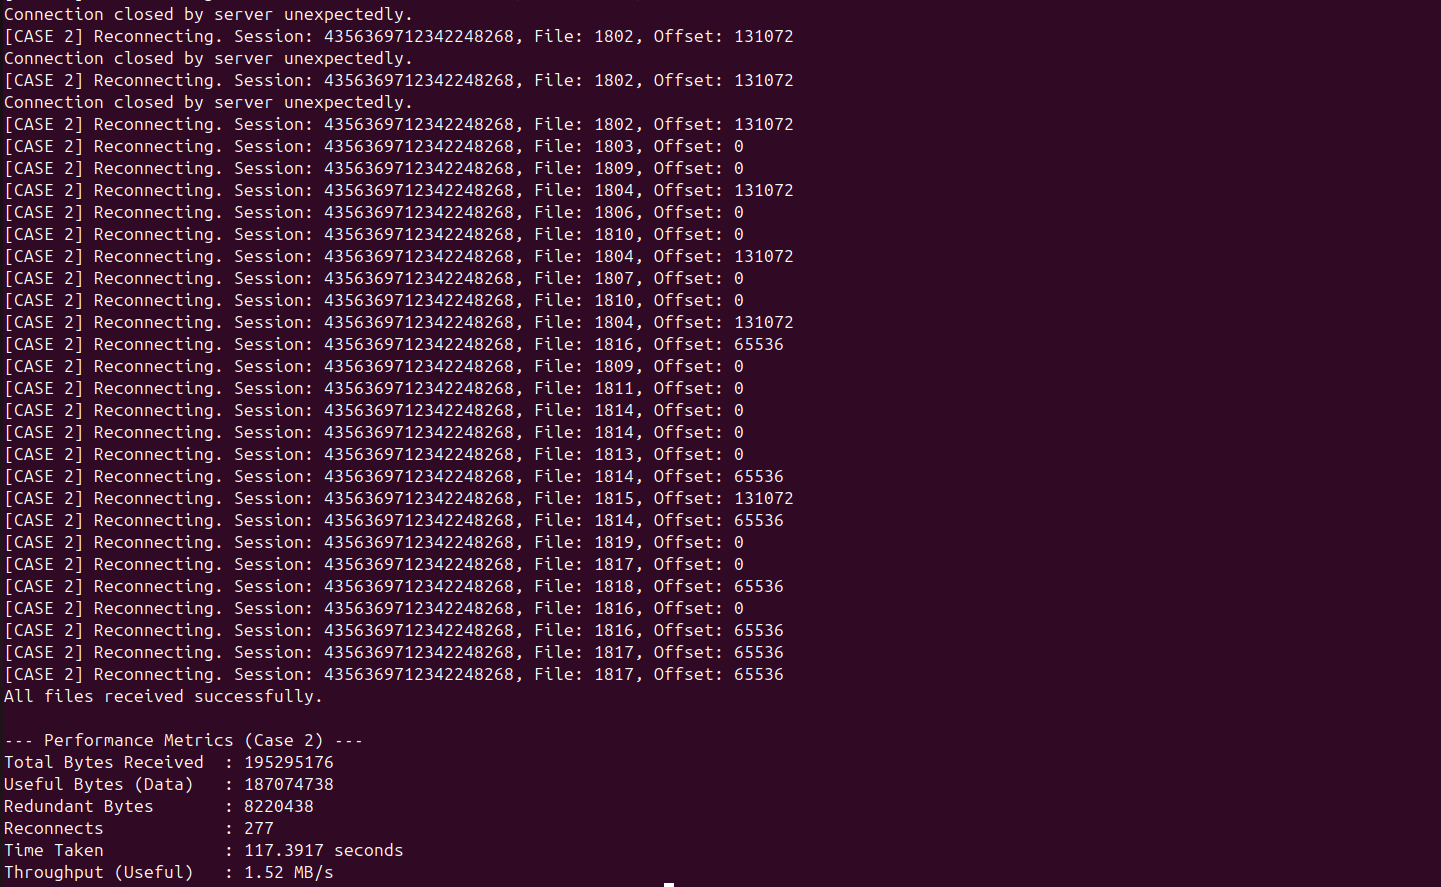 Connection closed by server unexpectedly.
[CASE 2] Reconnecting. Session: 4356369712342248268, File: 1802, Offset: 131072
Connection closed by server unexpectedly.
[CASE 2] Reconnecting. Session: 4356369712342248268, File: 1802, Offset: 131072
Connection closed by server unexpectedly.
[CASE 2] Reconnecting. Session: 4356369712342248268, File: 1802, Offset: 131072
[CASE 2] Reconnecting. Session: 4356369712342248268, File: 1803, Offset: 0
[CASE 2] Reconnecting. Session: 4356369712342248268, File: 1809, Offset: 0
[CASE 2] Reconnecting. Session: 4356369712342248268, File: 1804, Offset: 131072
[CASE 2] Reconnecting. Session: 4356369712342248268, File: 1806, Offset: 0
[CASE 2] Reconnecting. Session: 4356369712342248268, File: 1810, Offset: 0
[CASE 2] Reconnecting. Session: 4356369712342248268, File: 1804, Offset: 131072
[CASE 2] Reconnecting. Session: 4356369712342248268, File: 1807, Offset: 0
[CASE 2] Reconnecting. Session: 4356369712342248268, File: 1810, Offset: 0
[CASE 2] Reconnecting. Session: 4356369712342248268, File: 1804, Offset: 131072
[CASE 2] Reconnecting. Session: 4356369712342248268, File: 1816, Offset: 65536
[CASE 2] Reconnecting. Session: 4356369712342248268, File: 1809, Offset: 0
[CASE 2] Reconnecting. Session: 4356369712342248268, File: 1811, Offset: 0
[CASE 2] Reconnecting. Session: 4356369712342248268, File: 1814, Offset: 0
[CASE 2] Reconnecting. Session: 4356369712342248268, File: 1814, Offset: 0
[CASE 2] Reconnecting. Session: 4356369712342248268, File: 1813, Offset: 0
[CASE 2] Reconnecting. Session: 4356369712342248268, File: 1814, Offset: 65536
[CASE 2] Reconnecting. Session: 4356369712342248268, File: 1815, Offset: 131072
[CASE 2] Reconnecting. Session: 4356369712342248268, File: 1814, Offset: 65536
[CASE 2] Reconnecting. Session: 4356369712342248268, File: 1819, Offset: 0
[CASE 2] Reconnecting. Session: 4356369712342248268, File: 1817, Offset: 0
[CASE 2] Reconnecting. Session: 4356369712342248268, File: 1818, Offset: 65536
[CASE 2] Reconnecting. Session: 4356369712342248268, File: 1816, Offset: 0
[CASE 2] Reconnecting. Session: 4356369712342248268, File: 1816, Offset: 65536
[CASE 2] Reconnecting. Session: 4356369712342248268, File: 1817, Offset: 65536
[CASE 2] Reconnecting. Session: 4356369712342248268, File: 1817, Offset: 65536
All files received successfully.
--- Performance Metrics (Case 2) ---
Total Bytes Received  : 195295176
Useful Bytes (Data)   : 187074738
Redundant Bytes       : 8220438
Reconnects            : 277
Time Taken            : 117.3917 seconds
Throughput (Useful)   : 1.52 MB/s